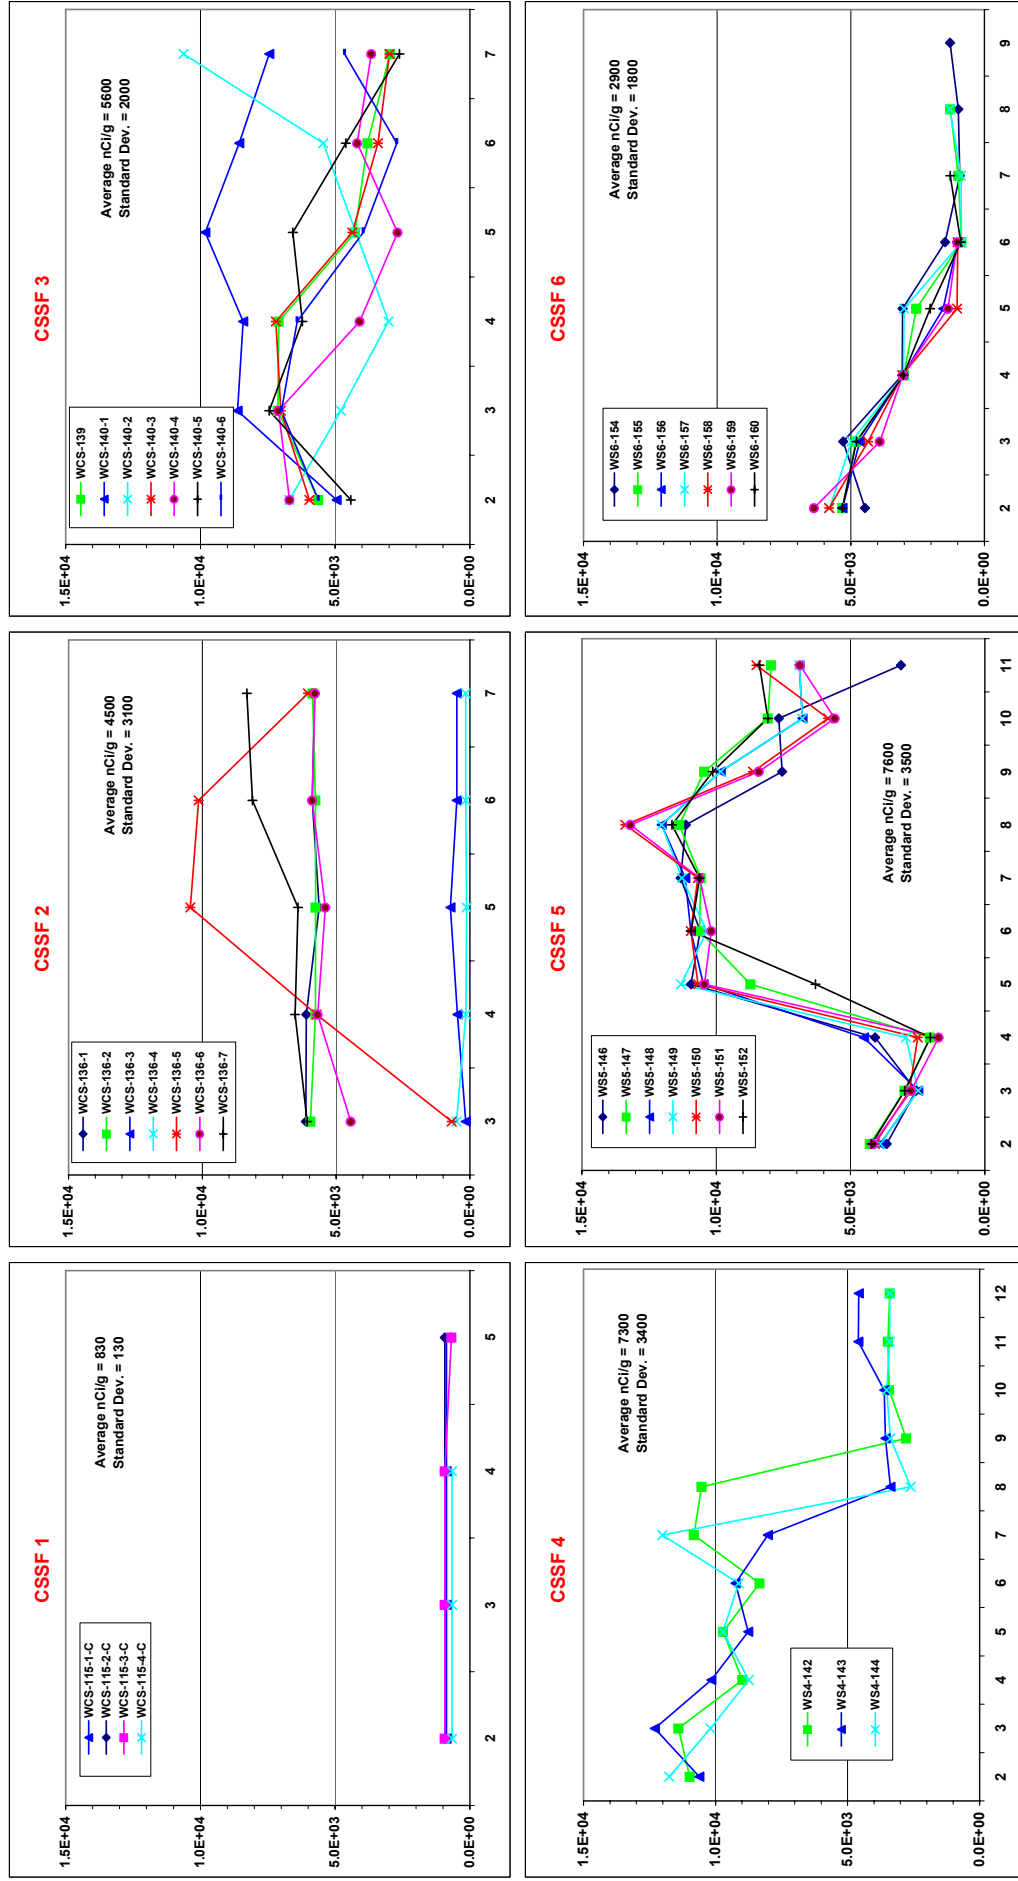 CSSF 1
Average nCi/g = 830
Standard Dev. = 130
WCS-115-1-C
WCS-115-2-C
WCS-115-3-C
WCS-115-4-C
1.5E+04
1.0E+04
5.0E+03
0.0E+00
2 3 4 5
CSSF 2
Average nCi/g = 4500
Standard Dev. = 3100
WCS-136-1
WCS-136-2
WCS-136-3
WCS-136-4
WCS-136-5
WCS-136-6
WCS-136-7
1.5E+04
1.0E+04
5.0E+03
0.0E+00
3 4 5 6 7
CSSF 3
Average nCi/g = 5600
Standard Dev. = 2000
WCS-139
WCS-140-1
WCS-140-2
WCS-140-3
WCS-140-4
WCS-140-5
WCS-140-6
1.5E+04
1.0E+04
5.0E+03
0.0E+00
2 3 4 5 6 7
CSSF 4
Average nCi/g = 7300
Standard Dev. = 3400
WS4-142
WS4-143
WS4-144
1.5E+04
1.0E+04
5.0E+03
0.0E+00
2 3 4 5 6 7 8 9 10 11 12
CSSF 5
Average nCi/g = 7600
Standard Dev. = 3500
WS5-146
WS5-147
WS5-148
WS5-149
WS5-150
WS5-151
WS5-152
1.5E+04
1.0E+04
5.0E+03
0.0E+00
2 3 4 5 6 7 8 9 10 11
CSSF 6
Average nCi/g = 2900
Standard Dev. = 1800
WS6-154
WS6-155
WS6-156
WS6-157
WS6-158
WS6-159
WS6-160
1.5E+04
1.0E+04
5.0E+03
0.0E+00
2 3 4 5 6 7 8 9